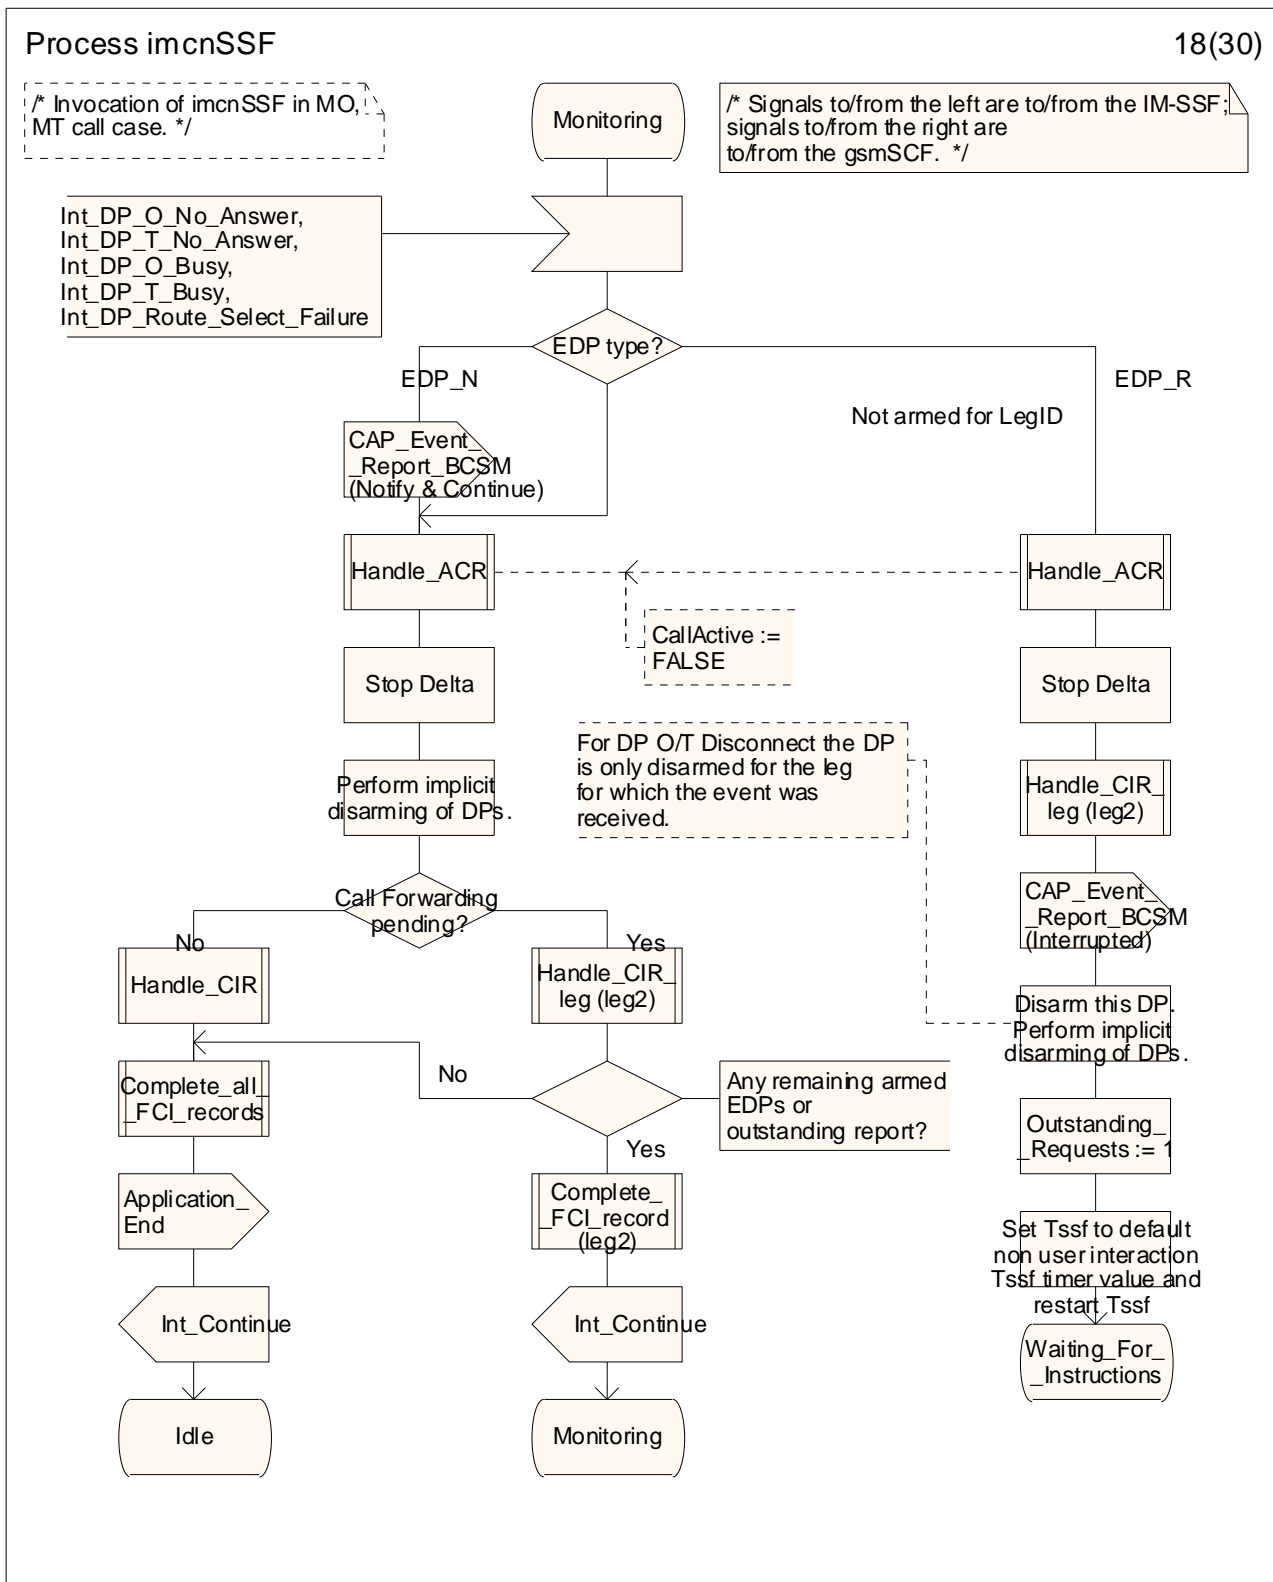 Process imcnSSF
18(30)
/* Invocation of imcnSSF in MO,
MT call case. */
Monitoring
/* Signals to/from the left are to/from the IM-SSF;
signals to/from the right are
to/from the gsmSCF. */
Int_DP_O_No_Answer,
Int_DP_T_No_Answer,
Int_DP_O_Busy,
Int_DP_T_Busy,
Int_DP_Route_Select_Failure
EDP type?
EDP_N
EDP_R
Not armed for LegID
CAP_Event_
_Report_BCSM
(Notify & Continue)
Handle_ACR
Handle_ACR
CallActive :=
FALSE
Stop Delta
Stop Delta
For DP O/T Disconnect the DP
is only disarmed for the leg
for which the event was
received.
Perform implicit
disarming of DPs.
Handle_CIR_
leg (leg2)
Call Forwarding
pending?
CAP_Event_
_Report_BCSM
(Interrupted)
No
Yes
Handle_CIR
Handle_CIR_
leg (leg2)
Disarm this DP.
Perform implicit
disarming of DPs.
No
Any remaining armed
EDPs or
outstanding report?
Complete_all_
_FCI_records
Yes
Outstanding_
_Requests := 1
Application_
End
Complete_
_FCI_record
(leg2)
Set Tssf to default
non user interaction
Tssf timer value and
restart Tssf
Int_Continue
Int_Continue
Waiting_For_
_Instructions
Idle
Monitoring